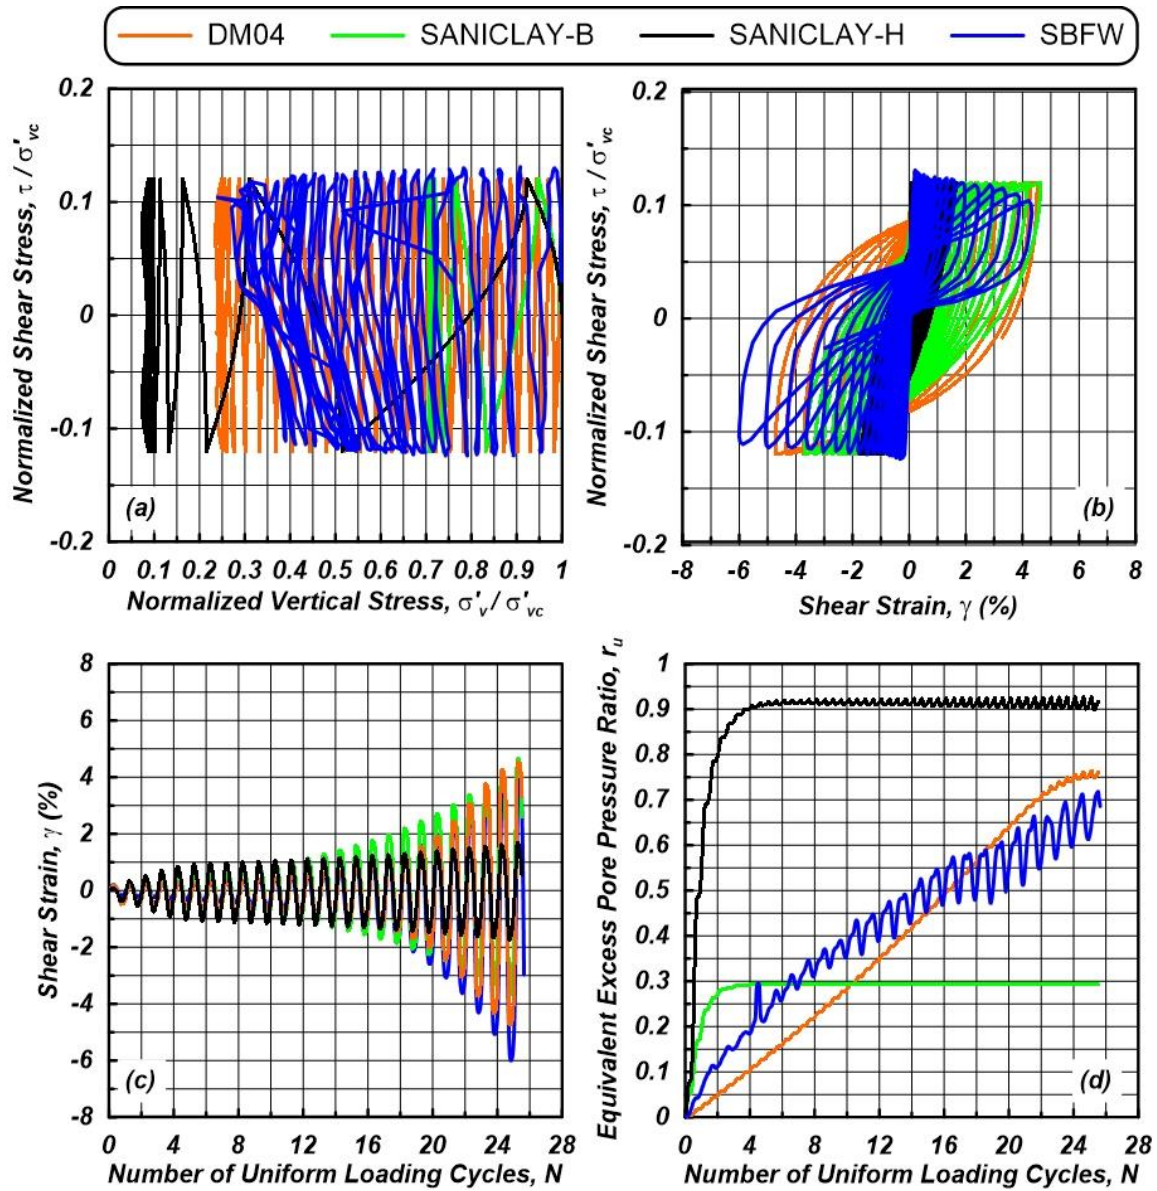 DM04 SANICLAY-B SANICLAY-H SBFW
Normalized Shear Stress, τ / σ'vc
0.2
0.1
0
-0.1
-0.2
(a)
0 0.1 0.2 0.3 0.4 0.5 0.6 0.7 0.8 0.9 1
Normalized Vertical Stress, σ'v / σ'vc
Normalized Shear Stress, τ / σ'vc
0.2
0.1
0
-0.1
-0.2
(b)
-8 -6 -4 -2 0 2 4 6 8
Shear Strain, γ (%)
Shear Strain, γ (%)
8
6
4
2
0
-2
-4
-6
-8
(c)
0 4 8 12 16 20 24 28
Number of Uniform Loading Cycles, N
Equivalent Excess Pore Pressure Ratio, ru
1
0.9
0.8
0.7
0.6
0.5
0.4
0.3
0.2
0.1
0
(d)
0 4 8 12 16 20 24 28
Number of Uniform Loading Cycles, N